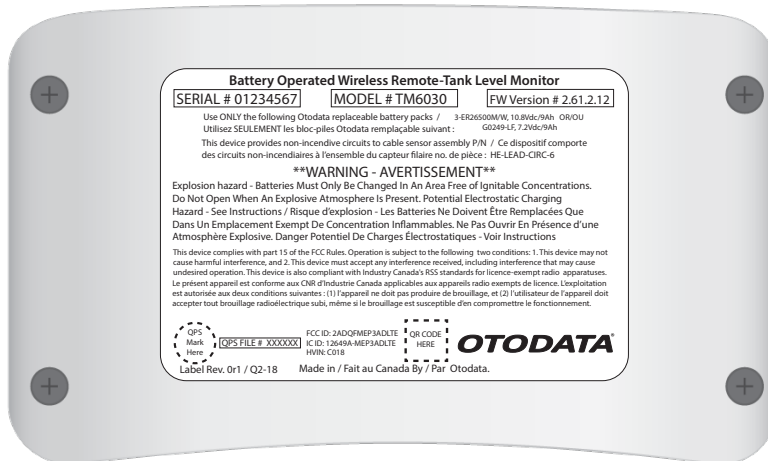 Battery Operated Wireless Remote-Tank Level Monitor
SERIAL # 01234567 MODEL # TM6030 FW Version # 2.61.2.12
Use ONLY the following Otodata replaceable battery packs / 3-ER26500M/W, 10.8Vdc/9Ah OR/OU
Utilisez SEULEMENT les bloc-piles Otodata remplaçable suivant : G0249-LF, 7.2Vdc/9Ah
This device provides non-incendive circuits to cable sensor assembly P/N / Ce dispositif comporte
des circuits non-incendiaires à l'ensemble du capteur filaire no. de pièce : HE-LEAD-CIRC-6
**WARNING - AVERTISSEMENT**
Explosion hazard - Batteries Must Only Be Changed In An Area Free of Ignitable Concentrations.
Do Not Open When An Explosive Atmosphere Is Present. Potential Electrostatic Charging
Hazard - See Instructions / Risque d'explosion - Les Batteries Ne Doivent Être Remplacées Que
Dans Un Emplacement Exempt De Concentration Inflammables. Ne Pas Ouvrir En Présence d'une
Atmosphère Explosive. Danger Potentiel De Charges Électrostatiques - Voir Instructions
This device complies with part 15 of the FCC Rules. Operation is subject to the following two conditions: 1. This device may not
cause harmful interference, and 2. This device must accept any interference received, including interference that may cause
undesired operation. This device is also compliant with Industry Canada's RSS standards for licence-exempt radio apparatuses.
Le présent appareil est conforme aux CNR d'Industrie Canada applicables aux appareils radio exempts de licence. L'exploitation
est autorisée aux deux conditions suivantes : (1) l'appareil ne doit pas produire de brouillage, et (2) l'utilisateur de l'appareil doit
accepter tout brouillage radioélectrique subi, même si le brouillage est susceptible d'en compromettre le fonctionnement.
QPS
Mark
Here
QPS FILE # XXXXXX
FCC ID: 2ADQFMEP3ADLTE
IC ID: 12649A-MEP3ADLTE
HVIN: C018
QR CODE
HERE
OTODATA
Label Rev. 0r1 / Q2-18 Made in / Fait au Canada By / Par Otodata.